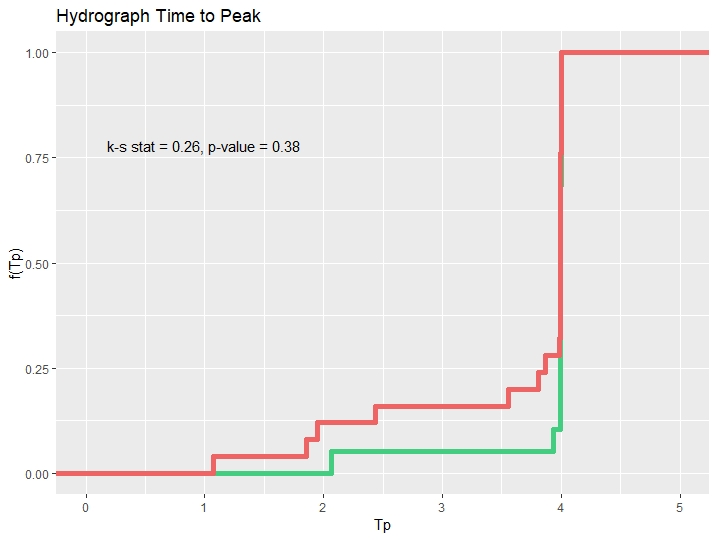 Hydrograph Time to Peak
1.00
k-s stat = 0.26, p-value = 0.38
0.75
f(Tp)
0.50
0.25
0.00
0 1 2 3 4 5
Tp